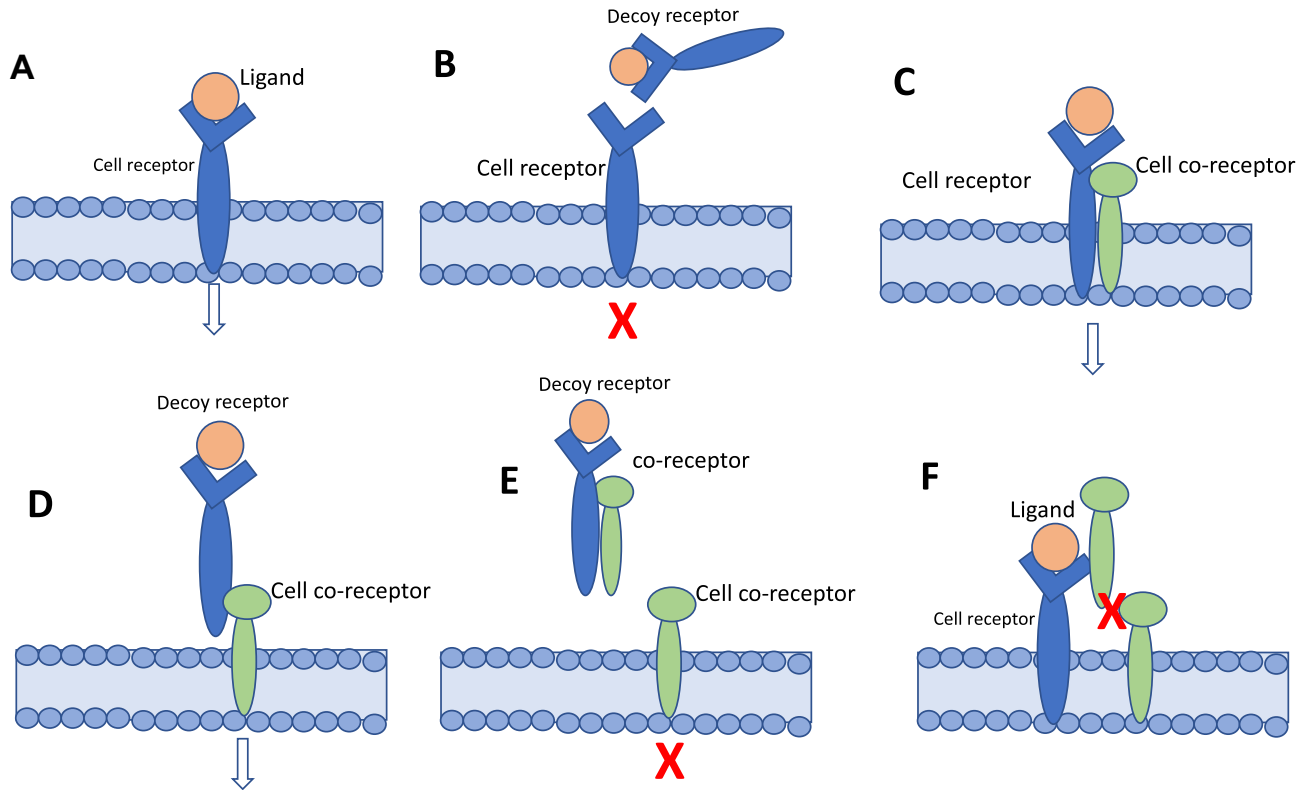 A
Ligand
Cell receptor
B
Decoy receptor
Cell receptor
X
C
Cell co-receptor
Cell receptor
D
Decoy receptor
Cell co-receptor
E
Decoy receptor
co-receptor
Cell co-receptor
X
F
Ligand
Cell receptor
X